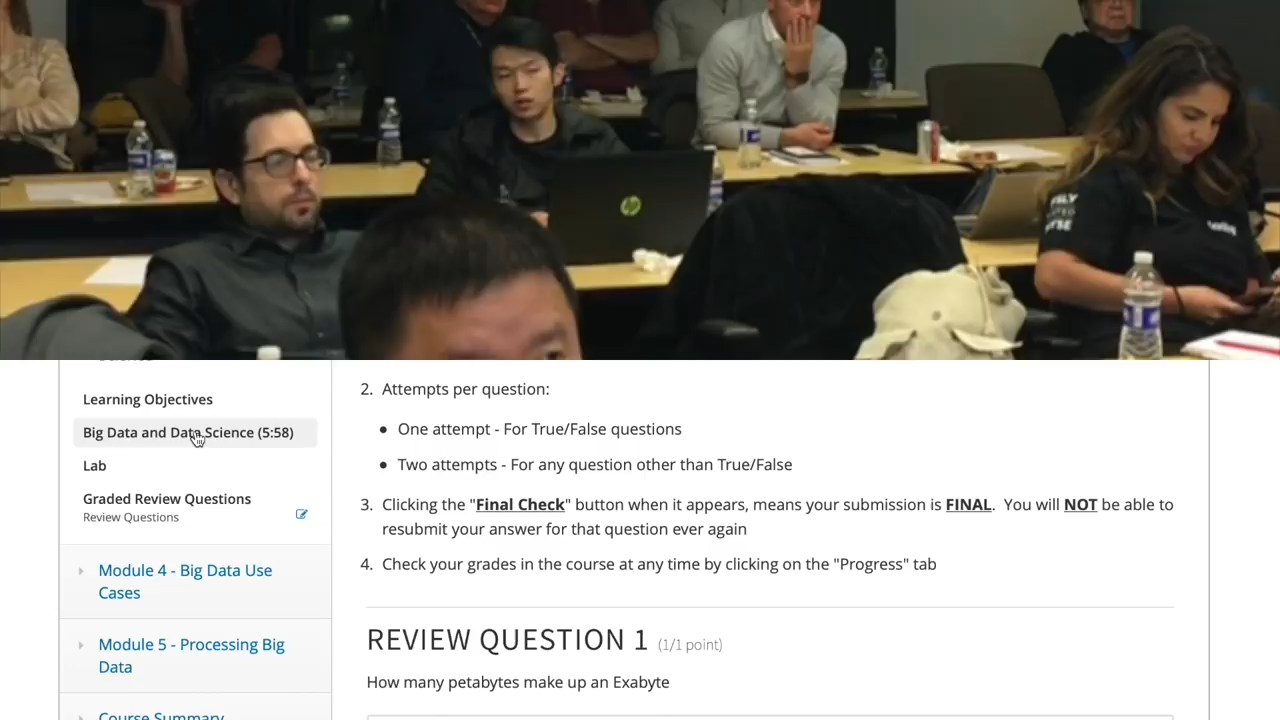 hp
Learning Objectives
Big Data and Data Science (5:58)
Lab
Graded Review Questions
Review Questions
Module 4 - Big Data Use
Cases
Module 5 - Processing Big
Data
Course Summary
2. Attempts per question:
• One attempt - For True/False questions
• Two attempts - For any question other than True/False
3. Clicking the "Final Check" button when it appears, means your submission is FINAL. You will NOT be able to
resubmit your answer for that question ever again
4. Check your grades in the course at any time by clicking on the "Progress" tab
REVIEW QUESTION 1 (1/1 point)
How many petabytes make up an Exabyte